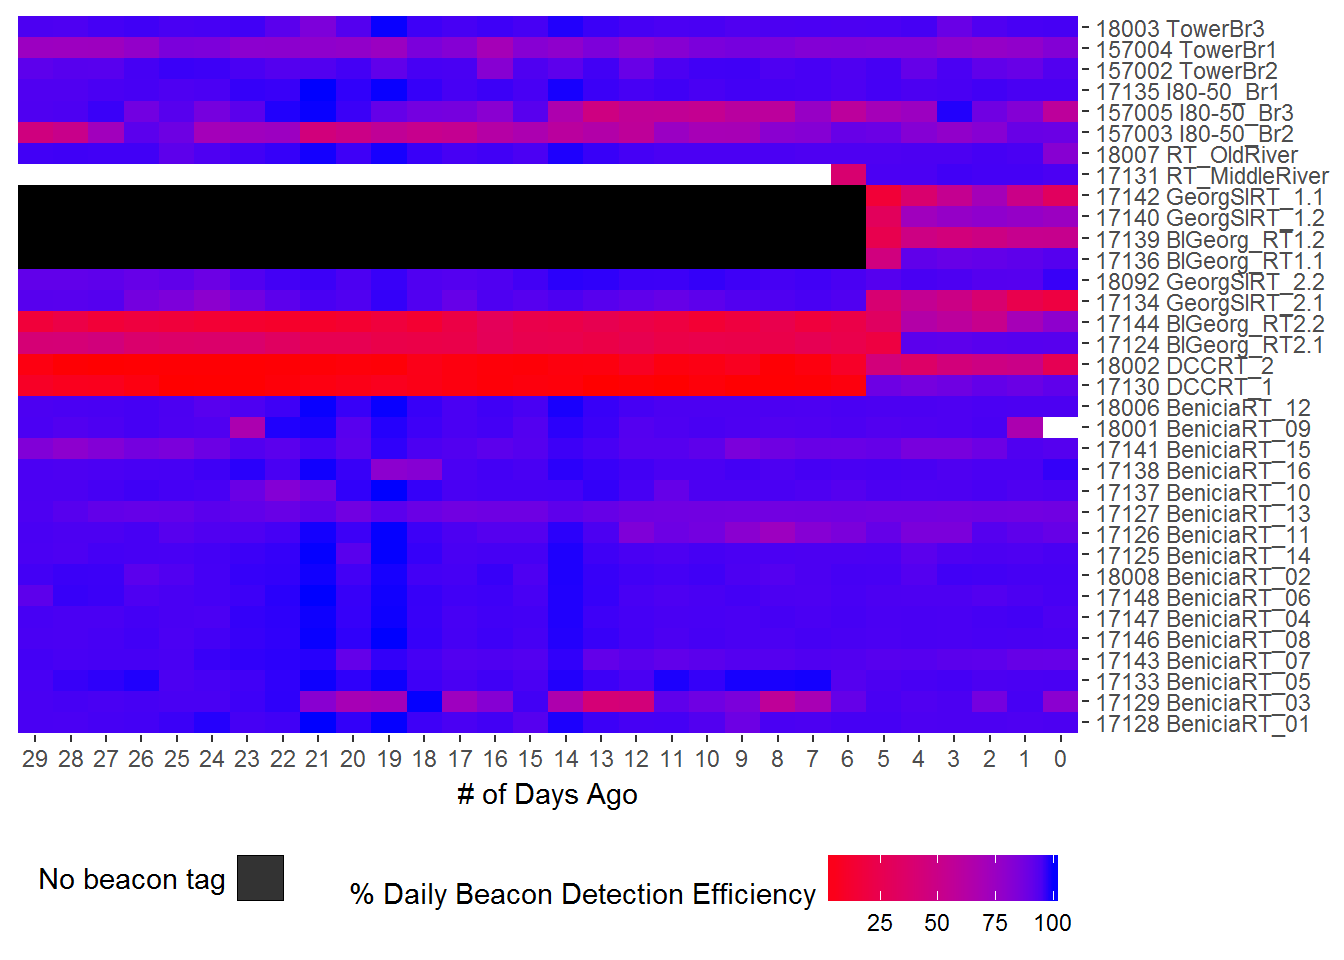 18003 TowerBr3
157004 TowerBr1
157002 TowerBr2
17135 I80-50_Br1
157005 I80-50_Br3
157003 I80-50_Br2
18007 RT_OldRiver
17131 RT_MiddleRiver
17142 GeorgSlRT_1.1
17140 GeorgSlRT_1.2
17139 BlGeorg_RT1.2
17136 BlGeorg_RT1.1
18092 GeorgSlRT_2.2
17134 GeorgSlRT_2.1
17144 BlGeorg_RT2.2
17124 BlGeorg_RT2.1
18002 DCCRT_2
17130 DCCRT_1
18006 BeniciaRT_12
18001 BeniciaRT_09
17141 BeniciaRT_15
17138 BeniciaRT_16
17137 BeniciaRT_10
17127 BeniciaRT_13
17126 BeniciaRT_11
17125 BeniciaRT_14
18008 BeniciaRT_02
17148 BeniciaRT_06
17147 BeniciaRT_04
17146 BeniciaRT_08
17143 BeniciaRT_07
17133 BeniciaRT_05
17129 BeniciaRT_03
17128 BeniciaRT_01
29 28 27 26 25 24 23 22 21 20 19 18 17 16 15 14 13 12 11 10 9 8 7 6 5 4 3 2 1 0
# of Days Ago
No beacon tag
% Daily Beacon Detection Efficiency
25 50 75 100